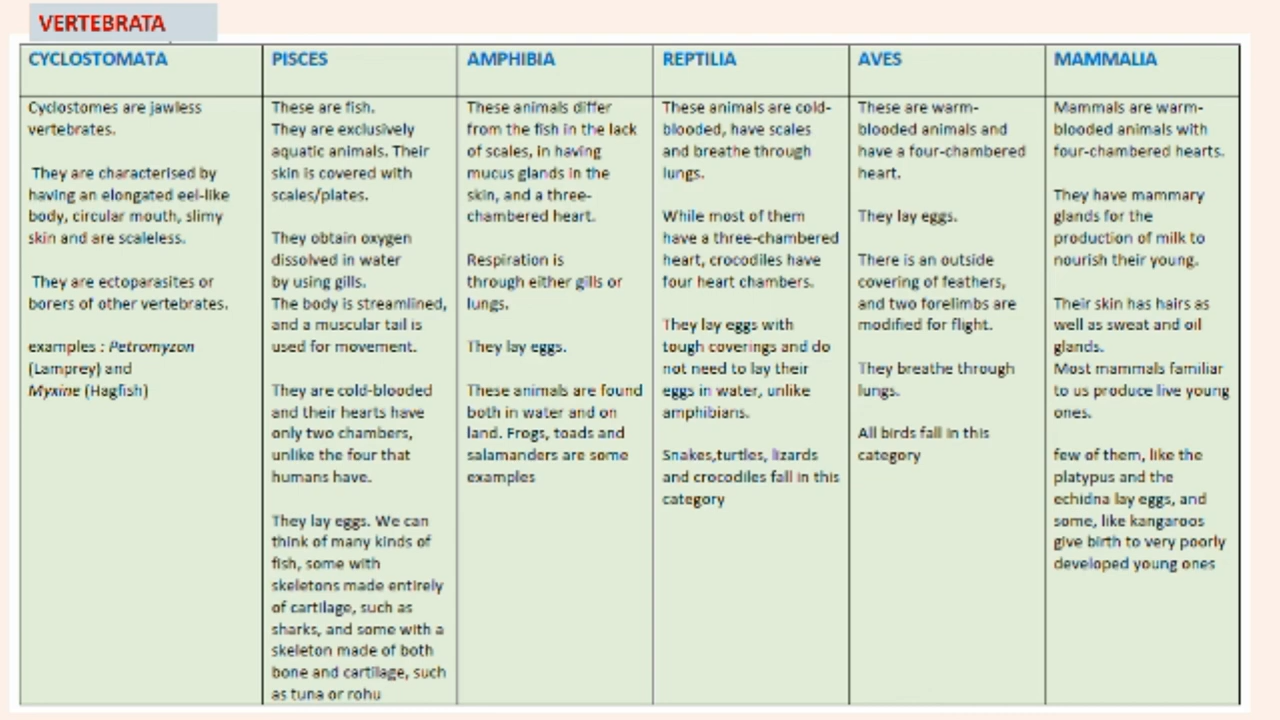 VERTEBRATA
CYCLOSTOMATA
Cyclostomes are jawless
vertebrates.
They are characterised by
having an elongated eel-like
body, circular mouth, slimy
skin and are scaleless.
They are ectoparasites or
borers of other vertebrates.
examples : Petromyzon
(Lamprey) and
Myxine (Hagfish)
PISCES
These are fish.
They are exclusively
aquatic animals. Their
skin is covered with
scales/plates.
They obtain oxygen
dissolved in water
by using gills.
The body is streamlined,
and a muscular tail is
used for movement.
They are cold-blooded
and their hearts have
only two chambers,
unlike the four that
humans have.
They lay eggs. We can
think of many kinds of
fish, some with
skeletons made entirely
of cartilage, such as
sharks, and some with a
skeleton made of both
bone and cartilage, such
as tuna or rohu
AMPHIBIA
These animals differ
from the fish in the lack
of scales, in having
mucus glands in the
skin, and a three-
chambered heart.
Respiration is
through either gills or
lungs.
They lay eggs.
These animals are found
both in water and on
land. Frogs, toads and
salamanders are some
examples
REPTILIA
These animals are cold-
blooded, have scales
and breathe through
lungs.
While most of them
have a three-chambered
heart, crocodiles have
four heart chambers.
They lay eggs with
tough coverings and do
not need to lay their
eggs in water, unlike
amphibians.
Snakes,turtles, lizards
and crocodiles fall in this
category
AVES
These are warm-
blooded animals and
have a four-chambered
heart.
They lay eggs.
There is an outside
covering of feathers,
and two forelimbs are
modified for flight.
They breathe through
lungs.
All birds fall in this
category
MAMMALIA
Mammals are warm-
blooded animals with
four-chambered hearts.
They have mammary
glands for the
production of milk to
nourish their young.
Their skin has hairs as
well as sweat and oil
glands.
Most mammals familiar
to us produce live young
ones.
few of them, like the
platypus and the
echidna lay eggs, and
some, like kangaroos
give birth to very poorly
developed young ones